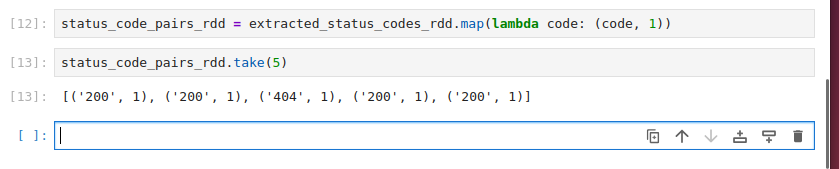 [12]: status_code_pairs_rdd = extracted_status_codes_rdd.map(lambda code: (code, 1))
[13]: status_code_pairs_rdd.take(5)
[13]: [('200', 1), ('200', 1), ('404', 1), ('200', 1), ('200', 1)]
[ ]: